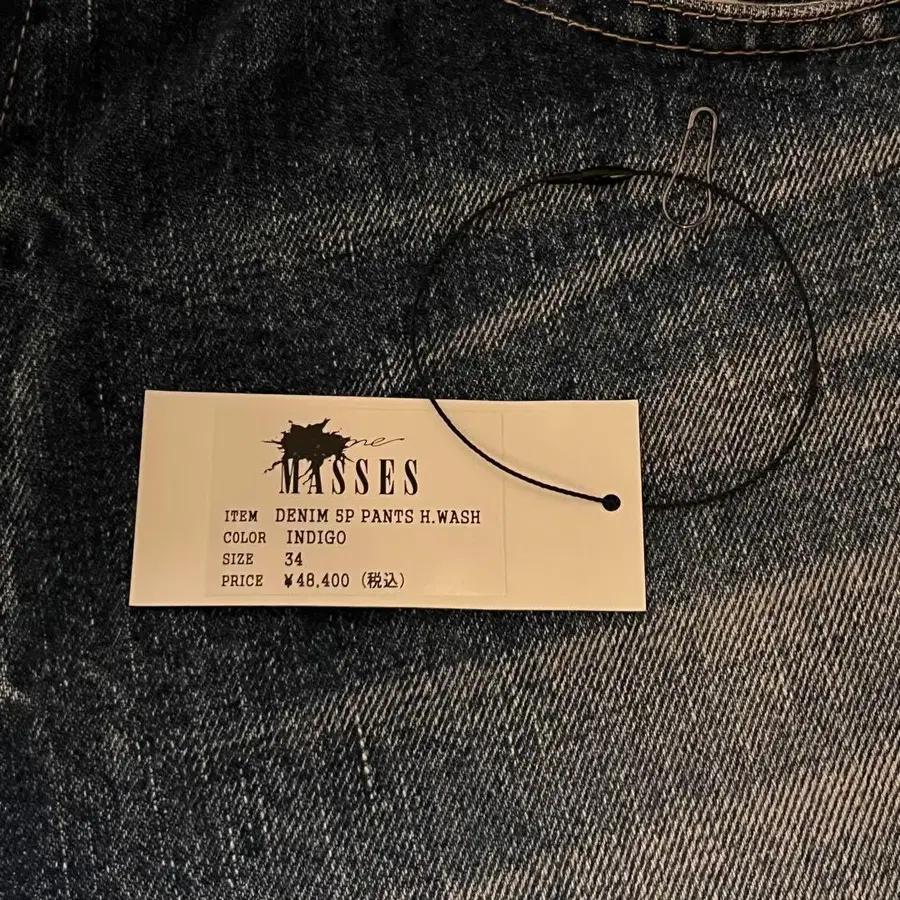 MASSES
ITEM DENIM 5P PANTS H.WASH
COLOR INDIGO
SIZE 34
PRICE ¥48,400 (税込)